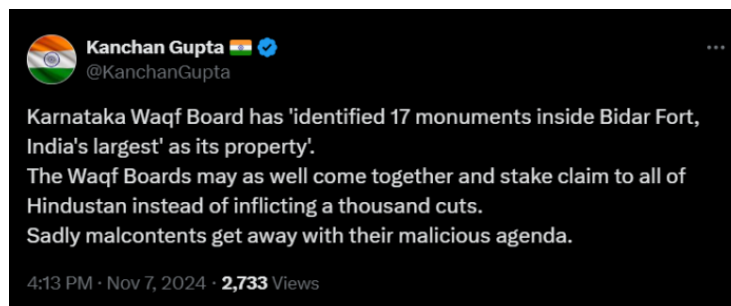 Kanchan Gupta 🇮🇳
@KanchanGupta
Karnataka Waqf Board has 'identified 17 monuments inside Bidar Fort,
India's largest' as its property'.
The Waqf Boards may as well come together and stake claim to all of
Hindustan instead of inflicting a thousand cuts.
Sadly malcontents get away with their malicious agenda.
4:13 PM · Nov 7, 2024 · 2,733 Views